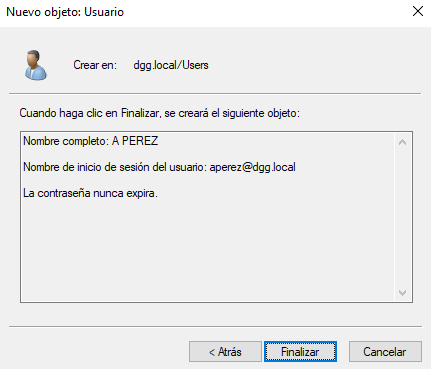 Nuevo objeto: Usuario
Crear en: dgg.local/Users
Cuando haga clic en Finalizar, se creará el siguiente objeto:
Nombre completo: A PEREZ
Nombre de inicio de sesión del usuario: aperez@dgg.local
La contraseña nunca expira.
< Atrás Finalizar Cancelar